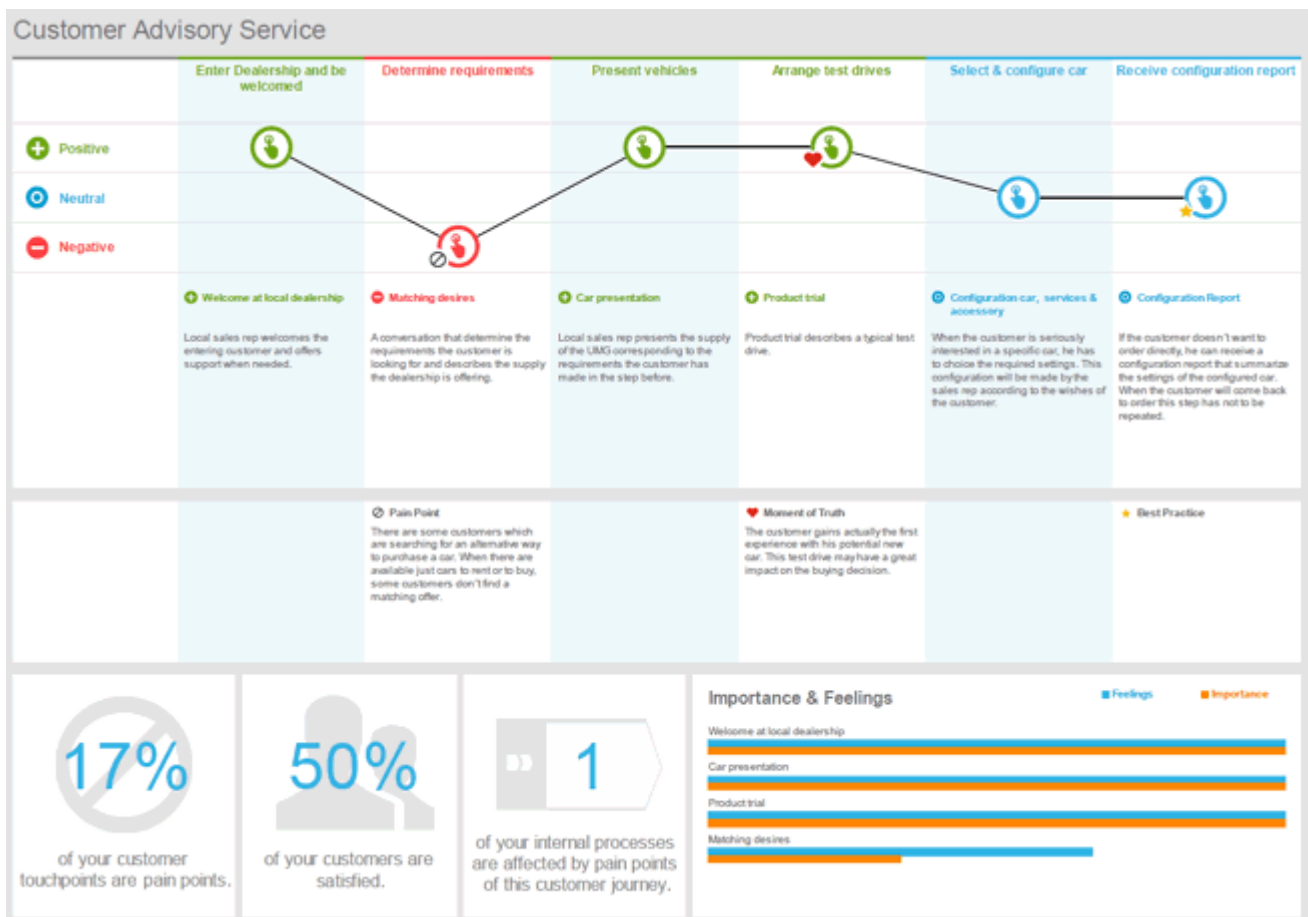 Customer Advisory Service
Enter Dealership and be
welcomed
Determine requirements
Present vehicles
Arrange test drives
Select & configure car
Receive configuration report
Positive
Neutral
Negative
Welcome at local dealership
Local sales rep welcomes the
entering customer and offers
support when needed.
Matching desires
A conversation that determine the
requirements the customer is
looking for and describes the supply
the dealership is offering.
Car presentation
Local sales rep presents the supply
of the UMG corresponding to the
requirements the customer has
made in the step before.
Product trial
Product trial describes a typical test
drive.
Configuration car, services &
accessory
When the customer is seriously
interested in a specific car, he has
to choice the required settings. This
configuration will be made by the
sales rep according to the wishes of
the customer.
Configuration Report
If the customer doesn't want to
order directly, he can receive a
configuration report that summarize
the settings of the configured car.
When the customer will come back
to order this step has not to be
repeated.
Pain Point
There are some customers which
are searching for an alternative way
to purchase a car. When there are
available just cars to rent or to buy,
some customers don't find a
matching offer.
Moment of Truth
The customer gains actually the first
experience with his potential new
car. This test drive may have a great
impact on the buying decision.
Best Practice
17%
of your customer
touchpoints are pain points.
50%
of your customers are
satisfied.
1
of your internal processes
are affected by pain points
of this customer journey.
Importance & Feelings
Feelings
Importance
Welcome at local dealership
Car presentation
Product trial
Matching desires